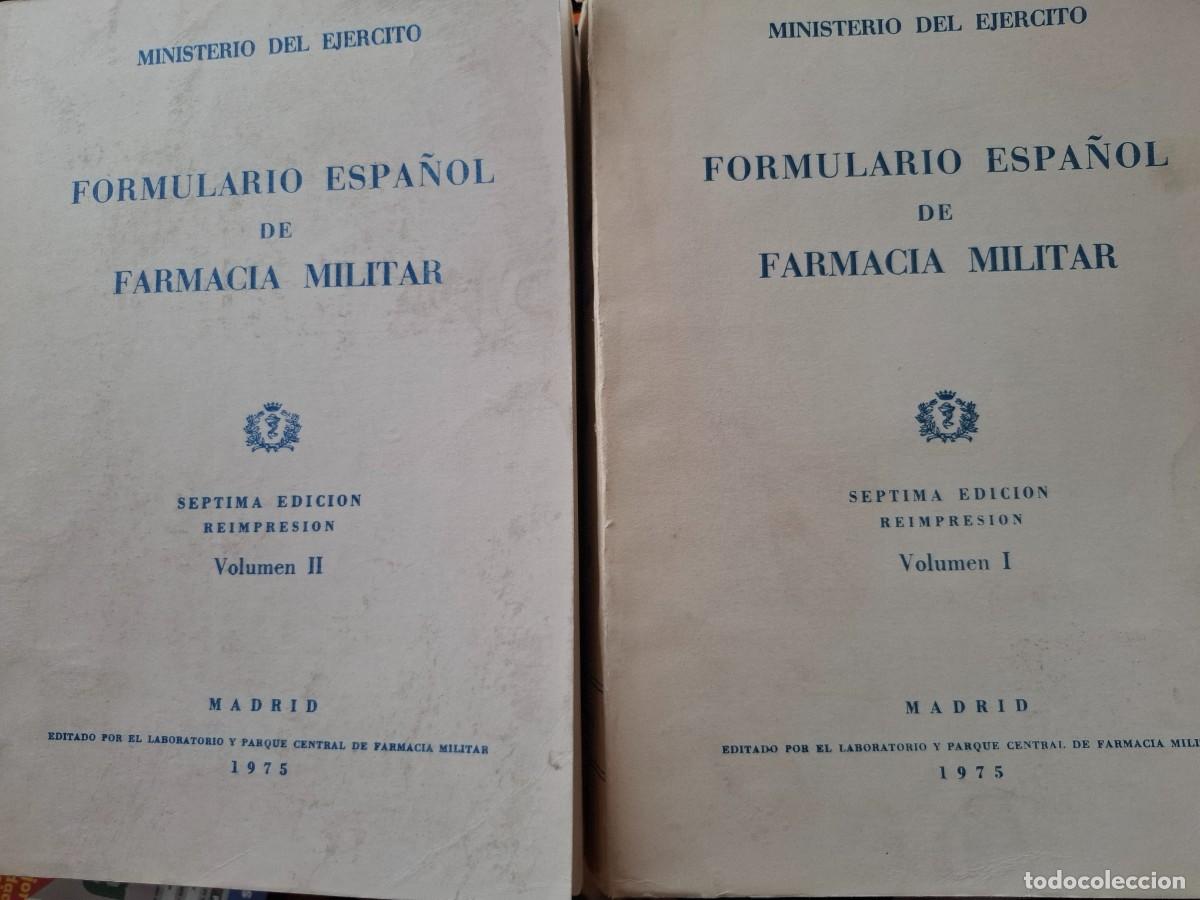 MINISTERIO DEL EJERCITO
FORMULARIO ESPAÑOL
DE
FARMACIA MILITAR
SEPTIMA EDICION
REIMPRESION
Volumen II
MADRID
EDITADO POR EL LABORATORIO Y PARQUE CENTRAL DE FARMACIA MILITAR
1975
MINISTERIO DEL EJERCITO
FORMULARIO ESPAÑOL
DE
FARMACIA MILITAR
SEPTIMA EDICION
REIMPRESION
Volumen I
MADRID
EDITADO POR EL LABORATORIO Y PARQUE CENTRAL DE FARMACIA MILI
1975
todocoleccion